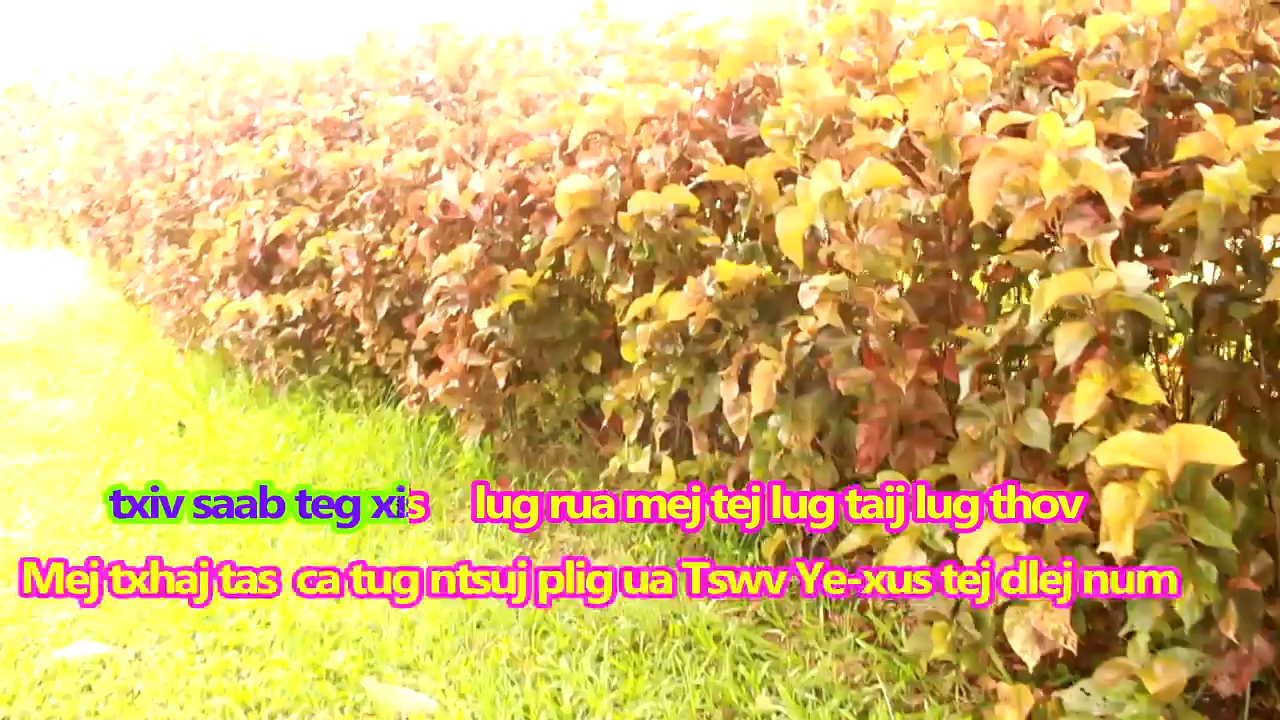 txiv saab teg xis lug rua mej tej lug taij lug thov
Mej txhaj tas ca tug ntsuj plig ua Tswv Ye-xus tej dlej num